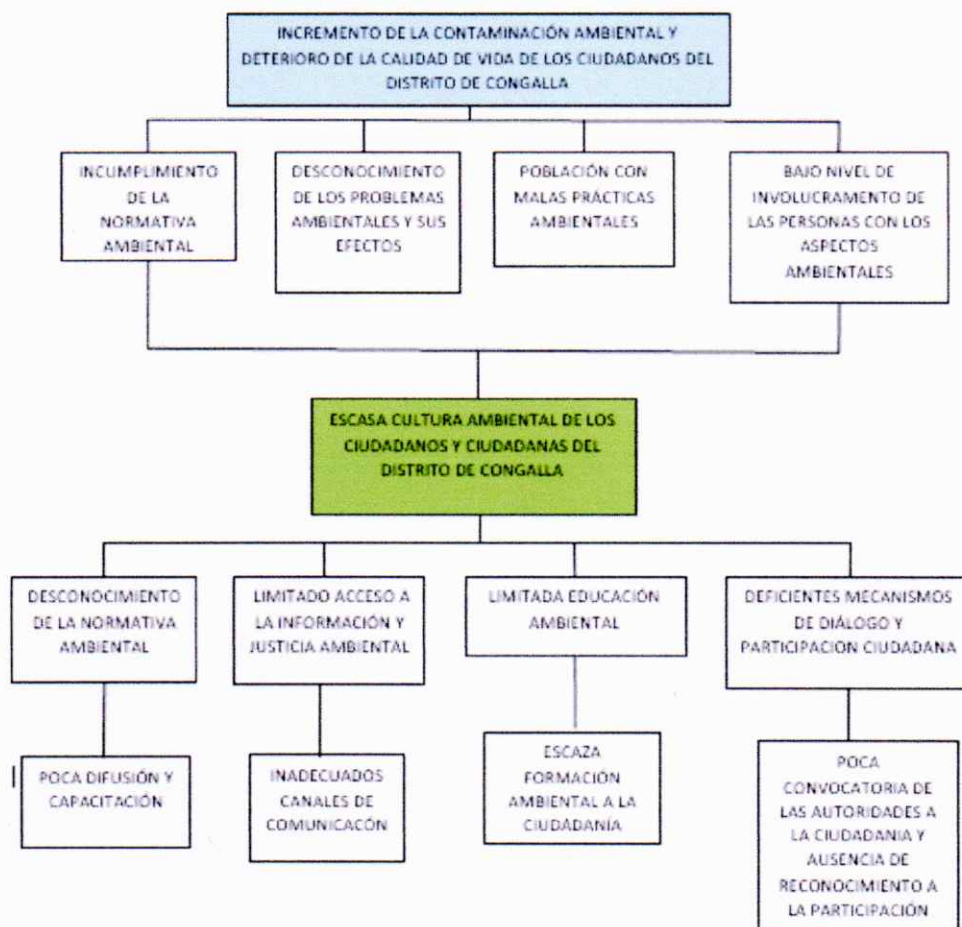 INCREMENTO DE LA CONTAMINACIÓN AMBIENTAL Y
DETERIORO DE LA CALIDAD DE VIDA DE LOS CIUDADANOS DEL
DISTRITO DE CONGALLA
INCUMPLIMIENTO
DE LA
NORMATIVA
AMBIENTAL
DESCONOCIMIENTO
DE LOS PROBLEMAS
AMBIENTALES Y SUS
EFECTOS
POBLACIÓN CON
MALAS PRÁCTICAS
AMBIENTALES
BAJO NIVEL DE
INVOLUCRAMENTO DE
LAS PERSONAS CON LOS
ASPECTOS
AMBIENTALES
ESCASA CULTURA AMBIENTAL DE LOS
CIUDADANOS Y CIUDADANAS DEL
DISTRITO DE CONGALLA
DESCONOCIMIENTO
DE LA NORMATIVA
AMBIENTAL
LIMITADO ACCESO A
LA INFORMACIÓN Y
JUSTICIA AMBIENTAL
LIMITADA EDUCACIÓN
AMBIENTAL
DEFICIENTES MECANISMOS
DE DIÁLOGO Y
PARTICIPACION CIUDADANA
POCA DIFUSIÓN Y
CAPACITACIÓN
INADECUADOS
CANALES DE
COMUNICACÓN
ESCAZA
FORMACIÓN
AMBIENTAL A LA
CIUDADANÍA
POCA
CONVOCATORIA DE
LAS AUTORIDADES A
LA CIUDADANIA Y
AUSENCIA DE
RECONOCIMIENTO A
LA PARTICIPACIÓN